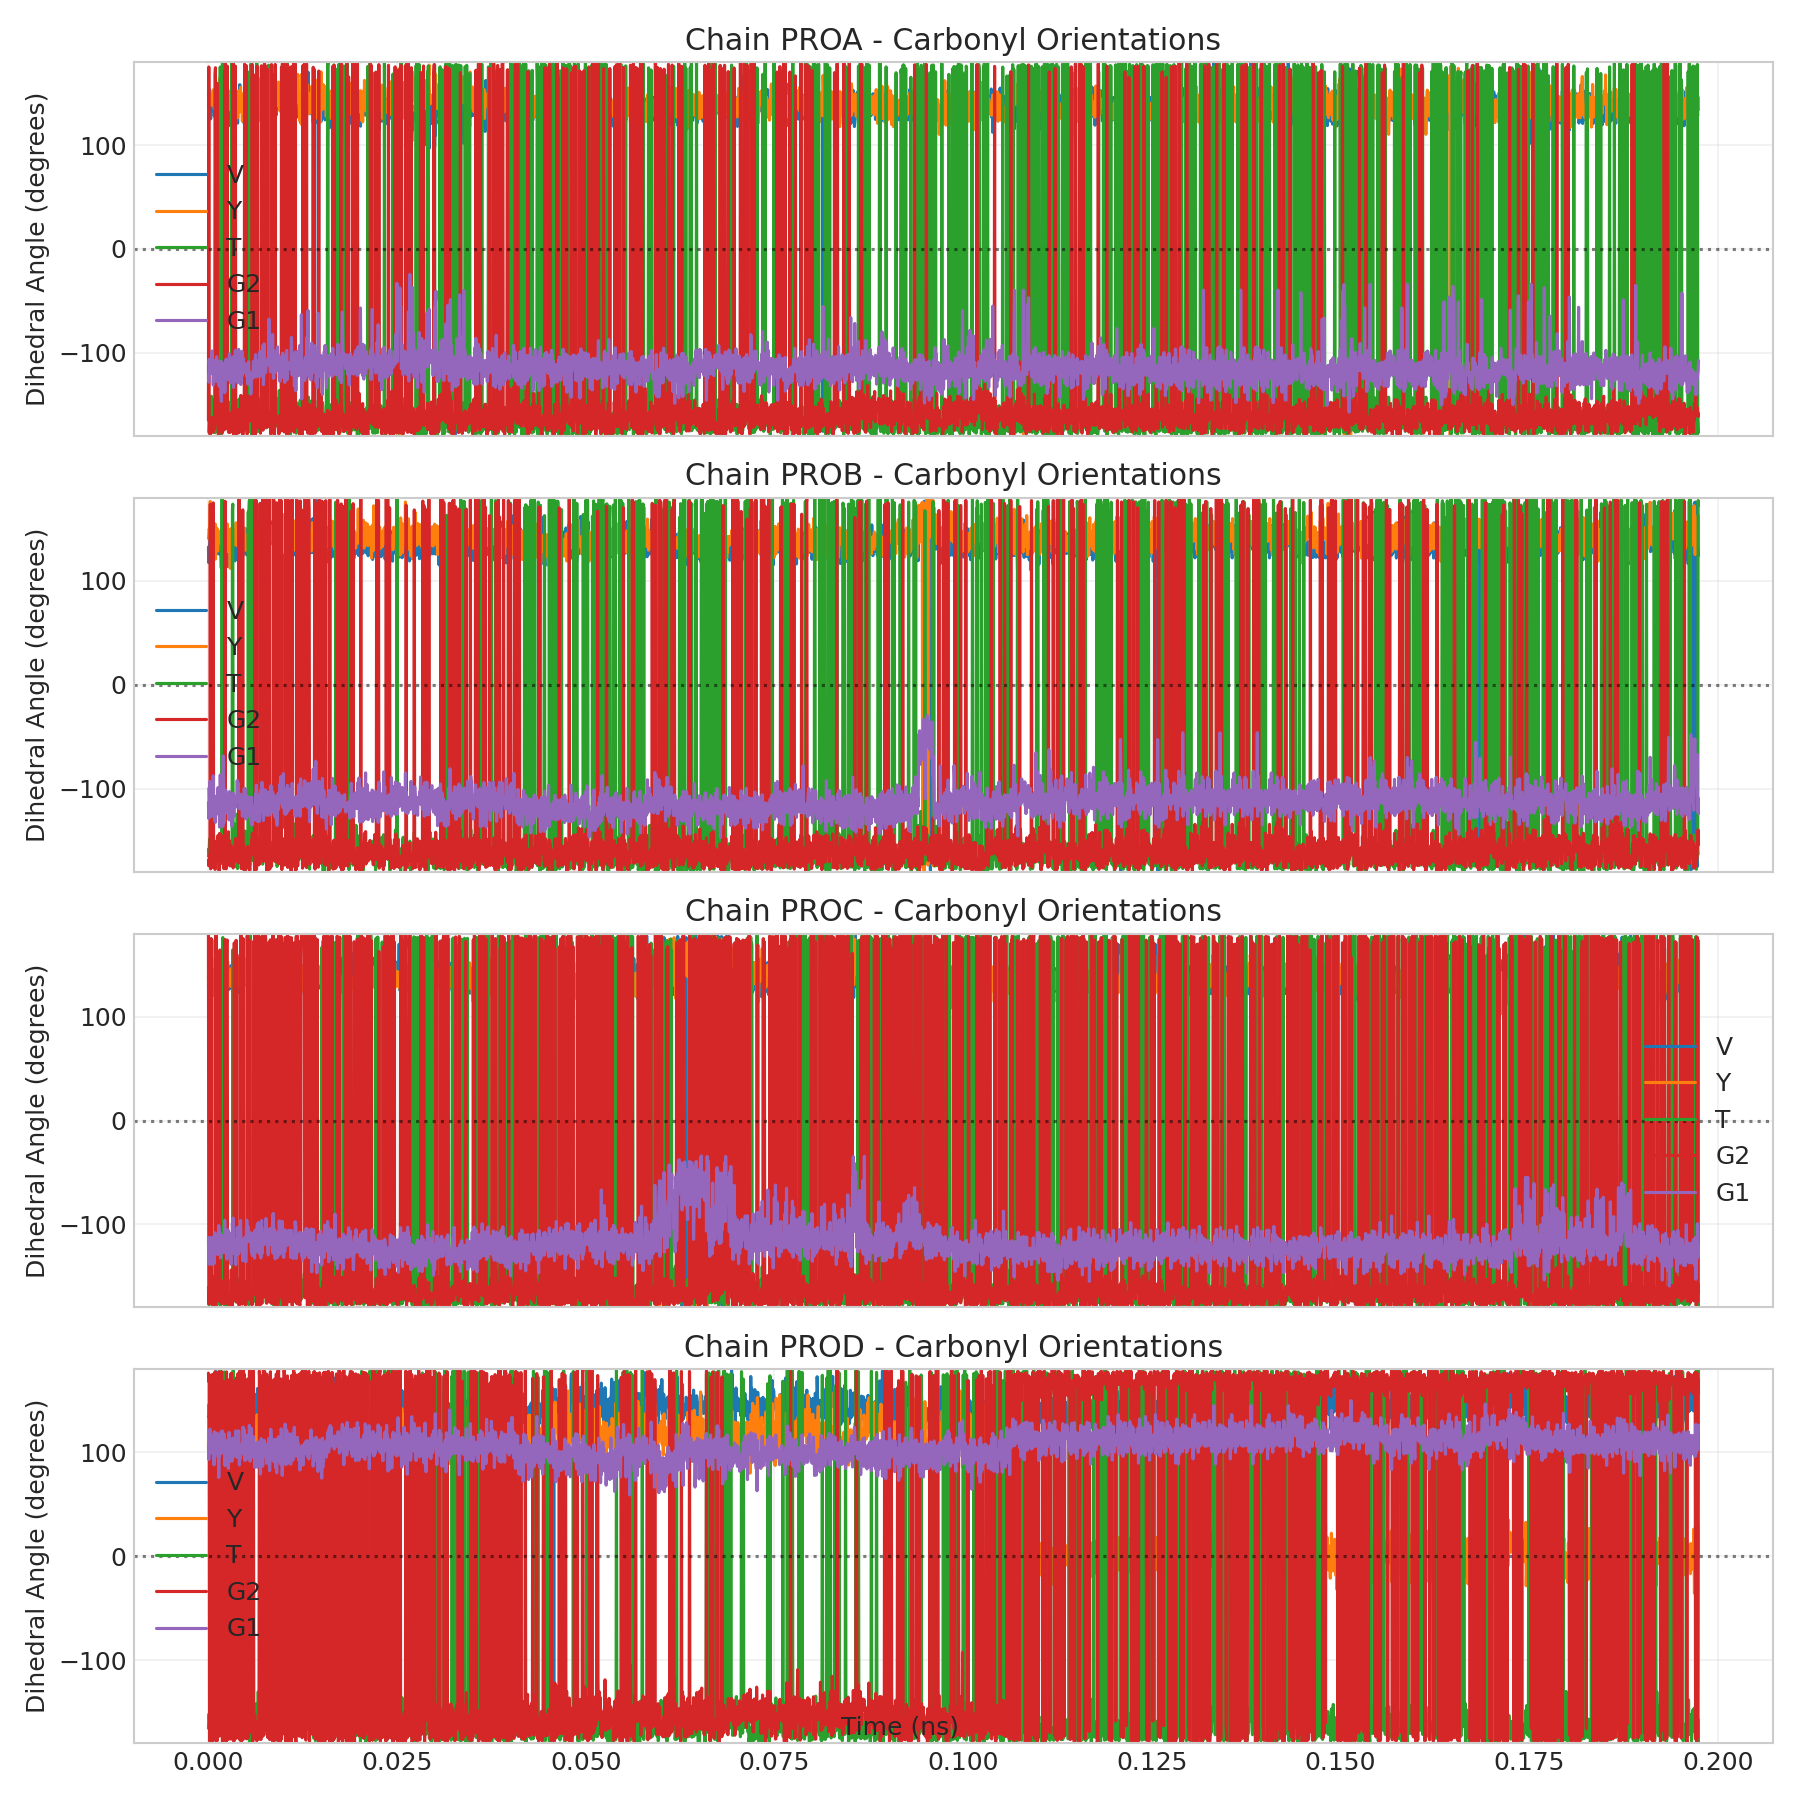 Chain PROA - Carbonyl Orientations
Dihedral Angle (degrees)
100
0
−100
V
Y
T
G2
G1
Chain PROB - Carbonyl Orientations
Dihedral Angle (degrees)
100
0
−100
V
Y
T
G2
G1
Chain PROC - Carbonyl Orientations
Dihedral Angle (degrees)
100
0
−100
V
Y
T
G2
G1
Chain PROD - Carbonyl Orientations
Dihedral Angle (degrees)
100
0
−100
V
Y
T
G2
G1
Time (ns)
0.000 0.025 0.050 0.075 0.100 0.125 0.150 0.175 0.200